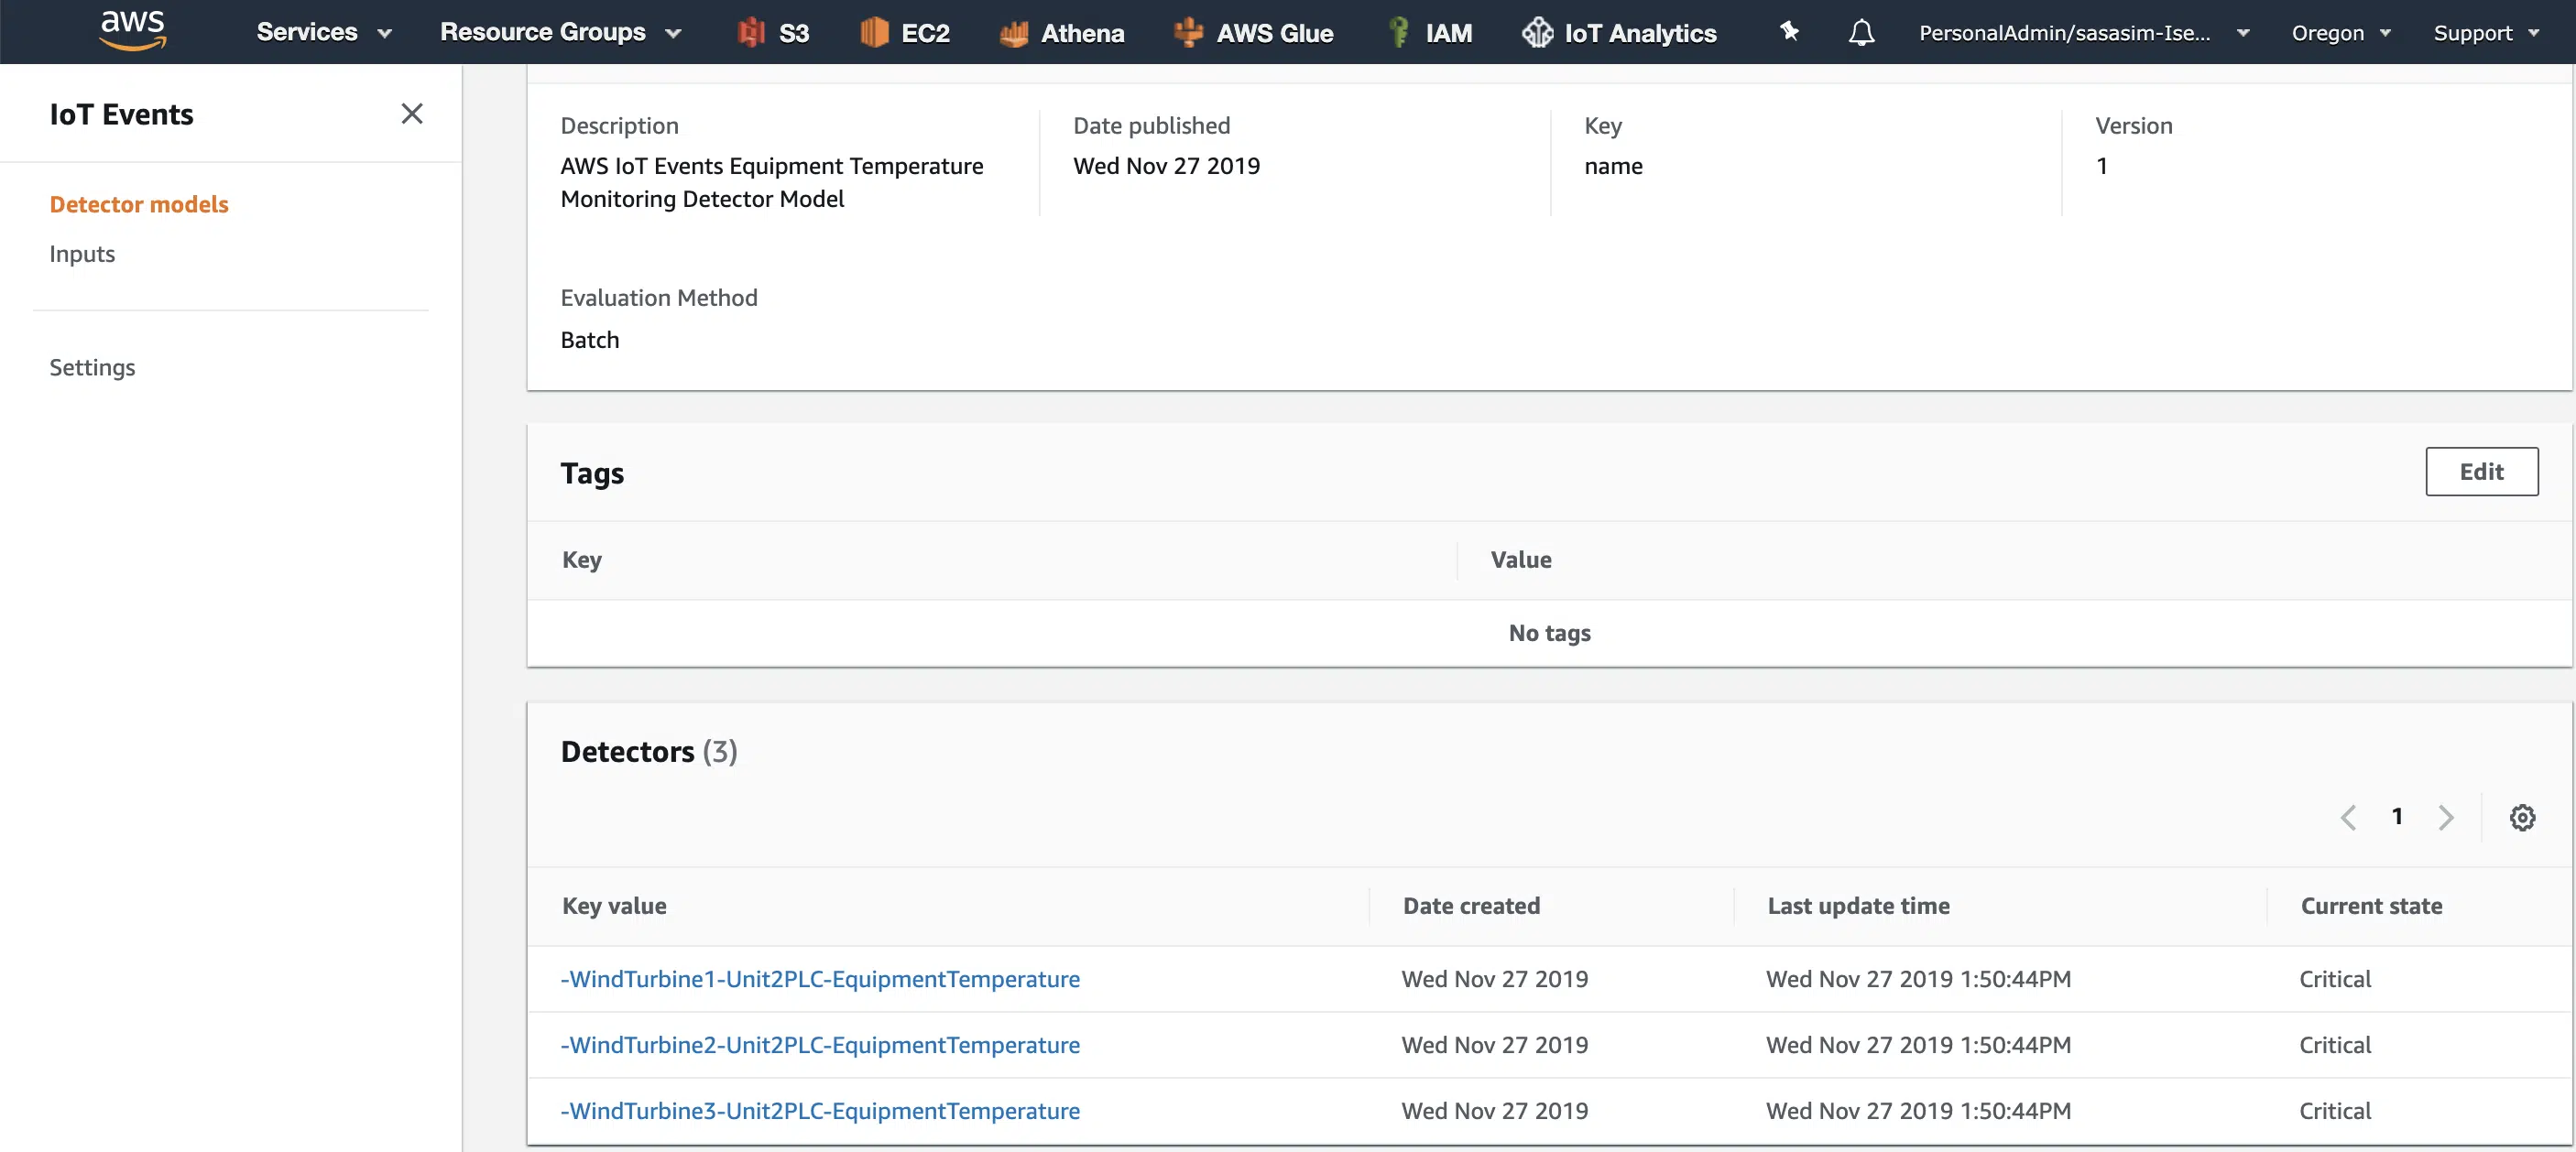 aws Services Resource Groups S3 EC2 Athena AWS Glue IAM IoT Analytics PersonalAdmin/sasasim-Ise... Oregon Support
IoT Events
Detector models
Inputs
Settings
Description Date published Key Version
AWS IoT Events Equipment Temperature Wed Nov 27 2019 name 1
Monitoring Detector Model
Evaluation Method
Batch
Tags Edit
Key Value
No tags
Detectors (3)
1
Key value Date created Last update time Current state
-WindTurbine1-Unit2PLC-EquipmentTemperature Wed Nov 27 2019 Wed Nov 27 2019 1:50:44PM Critical
-WindTurbine2-Unit2PLC-EquipmentTemperature Wed Nov 27 2019 Wed Nov 27 2019 1:50:44PM Critical
-WindTurbine3-Unit2PLC-EquipmentTemperature Wed Nov 27 2019 Wed Nov 27 2019 1:50:44PM Critical